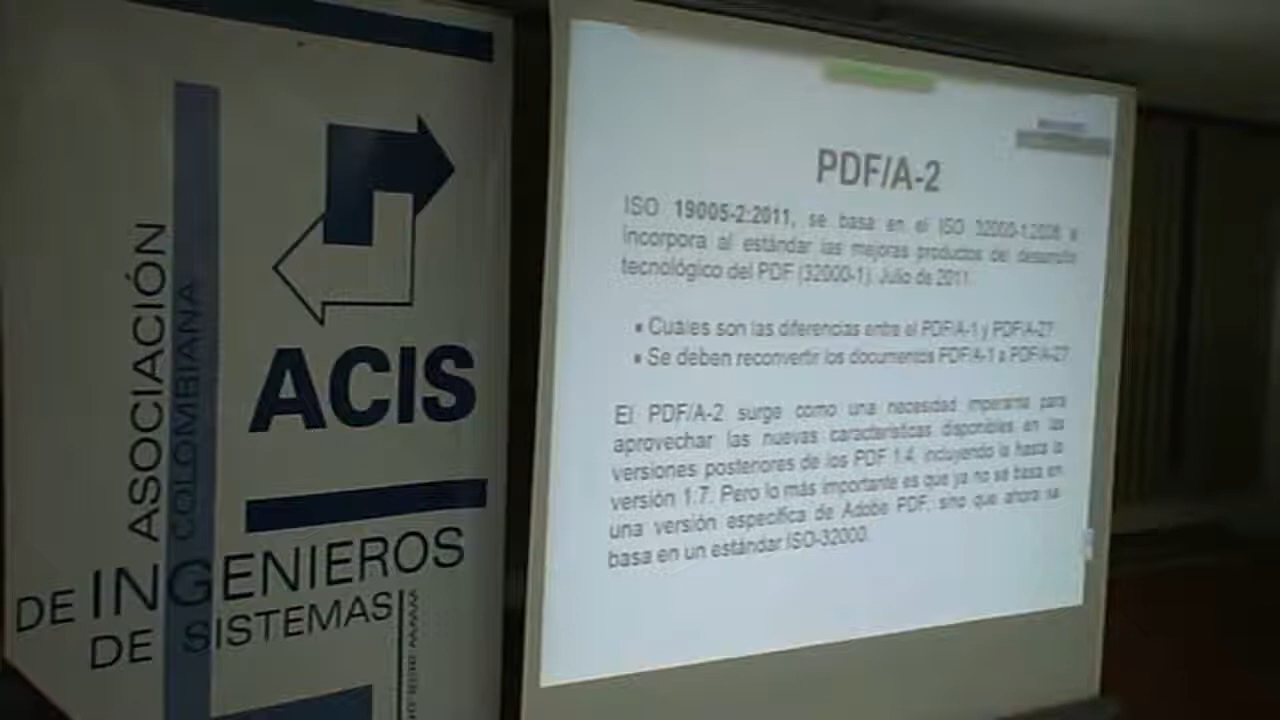 ASOCIACIÓN
COLOMBIANA
ACIS
DE INGENIEROS
DE SISTEMAS
PDF/A-2
ISO 19005-2:2011, se basa en el ISO 32000-1:2008 e
incorpora al estándar las mejoras productos del desarrollo
tecnológico del PDF (32000-1). Julio de 2011.
• Cuáles son las diferencias entre el PDF/A-1 y PDF/A-2?
• Se deben reconvertir los documentos PDF/A-1 a PDF/A-2?
El PDF/A-2 surge como una necesidad imperante para
aprovechar las nuevas características disponibles en las
versiones posteriores de los PDF 1.4, incluyendo la hasta la
versión 1.7. Pero lo más importante es que ya no se basa en
una versión específica de Adobe PDF, sino que ahora se
basa en un estándar ISO-32000.